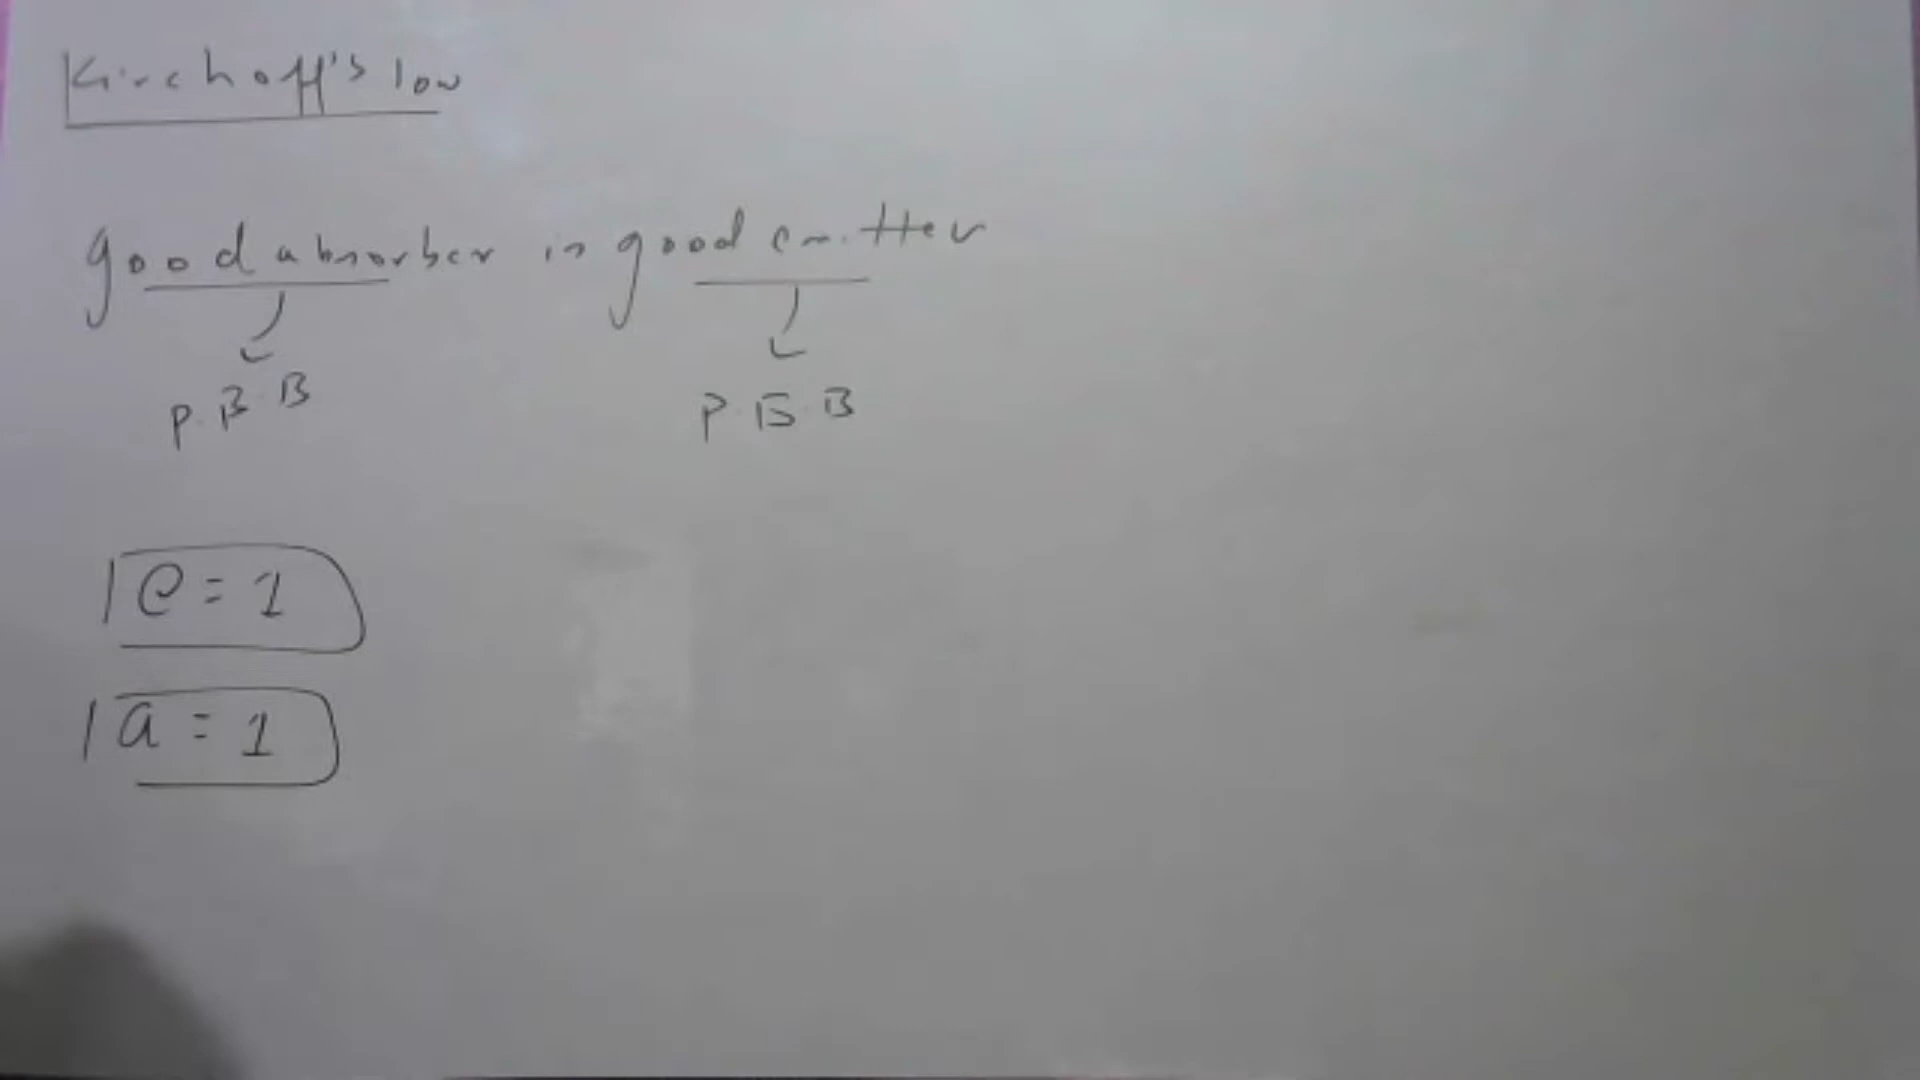 Kirchoff's law
good absorber is good emitter
P.B.B P.B.B
e = 1
a = 1